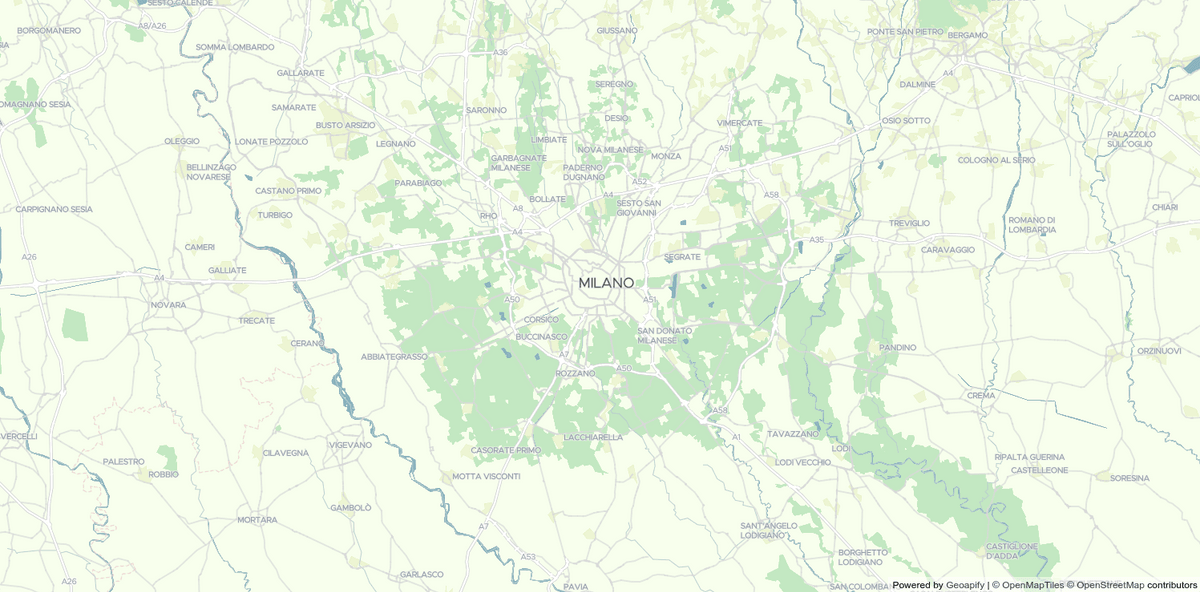 SESTO CALENDE
A8/A26
BORGOMANERO
GIUSSANO
PONTE SAN PIETRO
BERGAMO
SOMMA LOMBARDO
A36
GALLARATE
A4
DALMINE
SEREGNO
CAPRIOL
OMAGNANO SESIA
SAMARATE
SARONNO
DESIO
VIMERCATE
OSIO SOTTO
BUSTO ARSIZIO
PALAZZOLO
SULL'OGLIO
OLEGGIO
LONATE POZZOLO
LEGNANO
LIMBIATE
NOVA MILANESE
A51
GARBAGNATE
MILANESE
MONZA
COLOGNO AL SERIO
BELLINZAGO
NOVARESE
PADERNO
DUGNANO
PARABIAGO
A52
CASTANO PRIMO
A4
A58
BOLLATE
SESTO SAN
GIOVANNI
CARPIGNANO SESIA
TURBIGO
RHO
A8
CHIARI
A4
TREVIGLIO
ROMANO DI
LOMBARDIA
CAMERI
A35
CARAVAGGIO
A26
SEGRATE
GALLIATE
A4
MILANO
NOVARA
A50
A51
TRECATE
CORSICO
SAN DONATO
MILANESE
BUCCINASCO
CERANO
PANDINO
ORZINUOVI
ABBIATEGRASSO
A7
ROZZANO
A50
CREMA
A58
VERCELLI
LACCHIARELLA
A1
TAVAZZANO
VIGEVANO
CASORATE PRIMO
LODI
CILAVEGNA
PALESTRO
ROBBIO
LODI VECCHIO
RIPALTA GUERINA
CASTELLEONE
MOTTA VISCONTI
SORESINA
GAMBOLÒ
MORTARA
A7
SANT'ANGELO
LODIGIANO
CASTIGLIONE
D'ADDA
A53
BORGHETTO
LODIGIANO
GARLASCO
A26
PAVIA
SAN COLOMBA
Powered by Geoapify | © OpenMapTiles © OpenStreetMap contributors